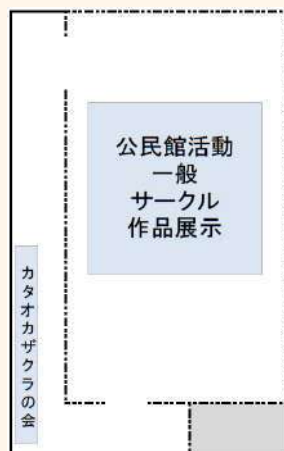 公民館活動
一般
サークル
作品展示
カタオカザクラの会